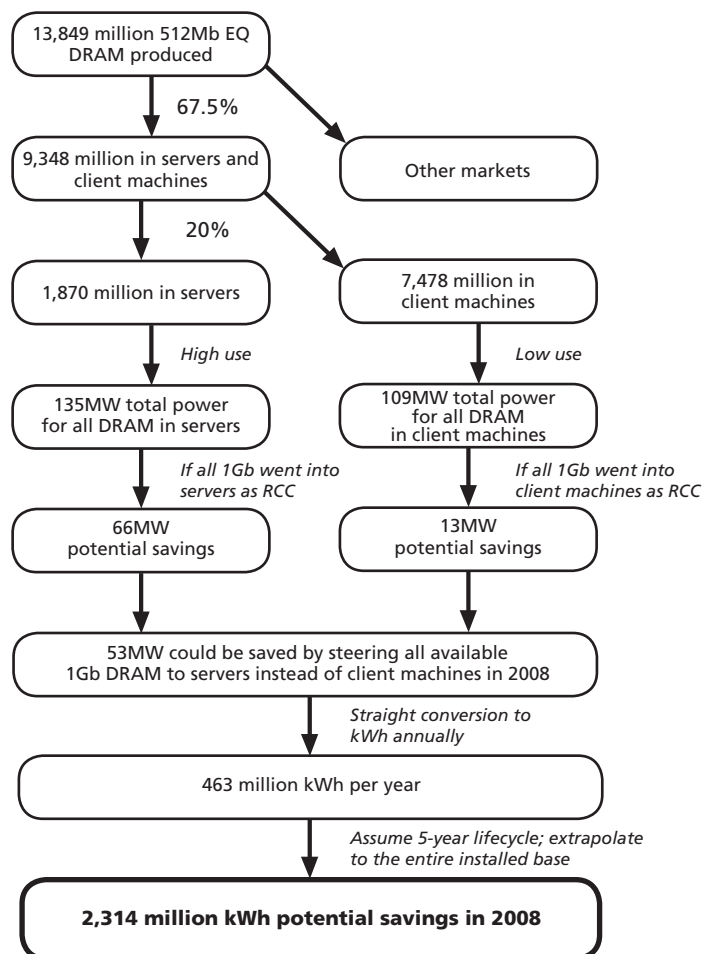 13,849 million 512Mb EQ
DRAM produced
67.5%
9,348 million in servers and
client machines
Other markets
20%
1,870 million in servers
7,478 million in
client machines
High use
Low use
135MW total power
for all DRAM in servers
109MW total power
for all DRAM
in client machines
If all 1Gb went into
servers as RCC
If all 1Gb went into
client machines as RCC
66MW
potential savings
13MW
potential savings
53MW could be saved by steering all available
1Gb DRAM to servers instead of client machines in 2008
Straight conversion to
kWh annually
463 million kWh per year
Assume 5-year lifecycle; extrapolate
to the entire installed base
2,314 million kWh potential savings in 2008